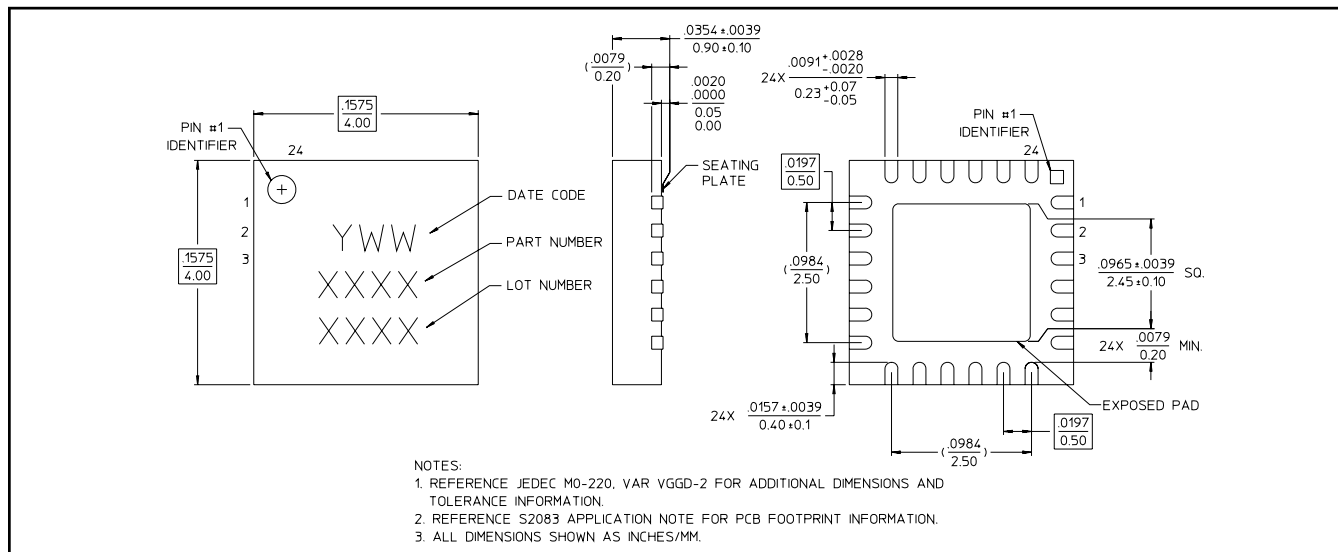 .0354 ±.0039
0.90 ±0.10
(.0079
0.20)
.0020
.0000
0.05
0.00
24X .0091 +.0028
-.0020
0.23 +0.07
-0.05
.1575
4.00
PIN #1
IDENTIFIER
24
1
2
3
.1575
4.00
DATE CODE
YWW
PART NUMBER
XXXX
LOT NUMBER
XXXX
SEATING
PLATE
.0197
0.50
PIN #1
IDENTIFIER
24
1
2
3
(.0984
2.50)
.0965 ±.0039
2.45 ±0.10 SQ.
24X .0079
0.20 MIN.
24X .0157 ±.0039
0.40 ±0.1
EXPOSED PAD
.0197
0.50
(.0984
2.50)
NOTES:
1. REFERENCE JEDEC MO-220, VAR VGGD-2 FOR ADDITIONAL DIMENSIONS AND
TOLERANCE INFORMATION.
2. REFERENCE S2083 APPLICATION NOTE FOR PCB FOOTPRINT INFORMATION.
3. ALL DIMENSIONS SHOWN AS INCHES/MM.